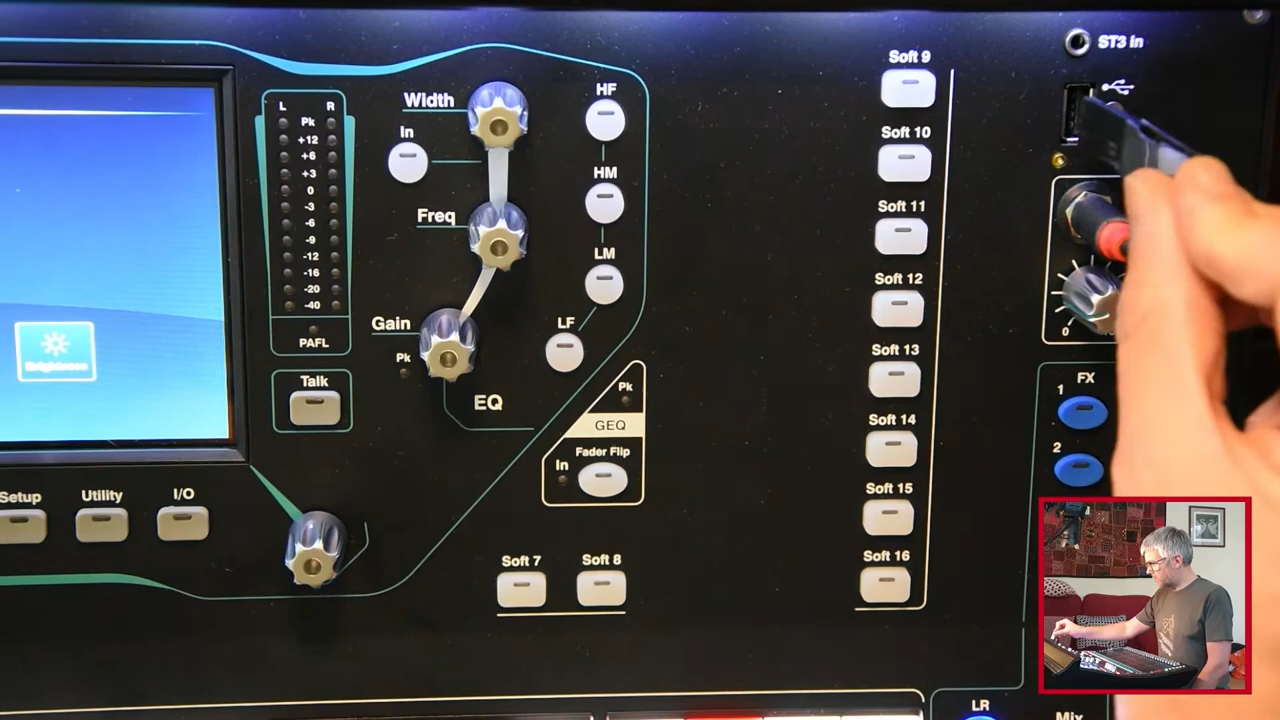 ST3 In
Soft 9
Soft 10
Soft 11
Soft 12
Soft 13
Soft 14
Soft 15
Soft 16
Width
In
Freq
Gain
Pk
EQ
HF
HM
LM
LF
L R
Pk
+12
+6
+3
0
-3
-6
-9
-12
-16
-20
-40
PAFL
Talk
Brightness
Pk
GEQ
Fader Flip
In
Setup
Utility
I/O
Soft 7
Soft 8
0
FX
1
2
LR
Mix